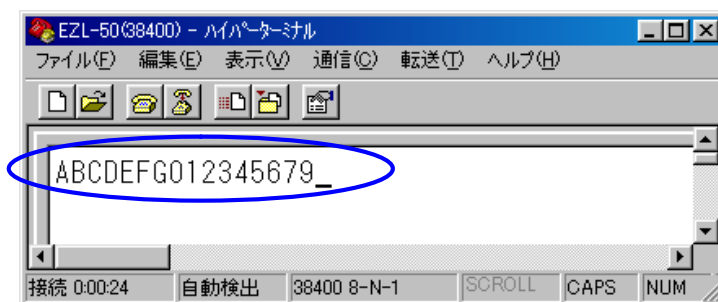 EZL-50(38400) - ハイパーターミナル
ファイル(F) 編集(E) 表示(V) 通信(C) 転送(T) ヘルプ(H)
ABCDEFG012345679_
接続 0:00:24 自動検出 38400 8-N-1 SCROLL CAPS NUM